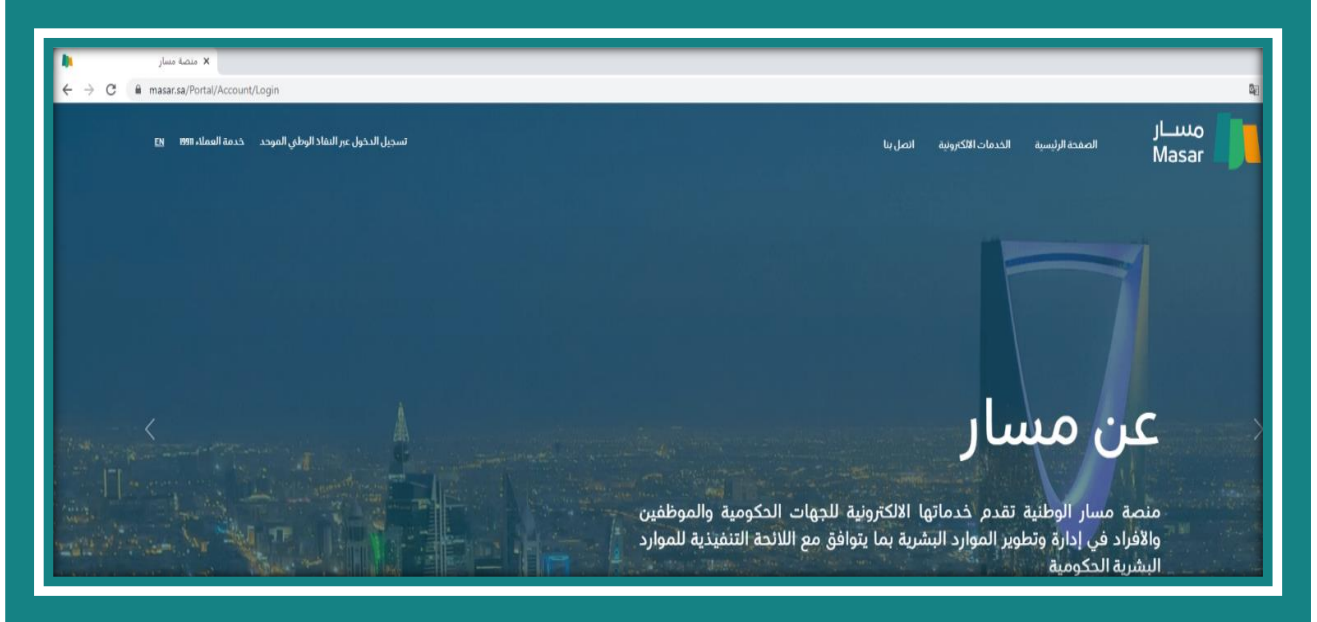 منصة مسار
masar.sa/Portal/Account/Login
مسـار
Masar
الصفحة الرئيسية
الخدمات الالكترونية
اتصل بنا
تسجيل الدخول عبر النفاذ الوطني الموحد
خدمة العملاء 19911
EN
عن مسار
منصة مسار الوطنية تقدم خدماتها الالكترونية للجهات الحكومية والموظفين
والأفراد في إدارة وتطوير الموارد البشرية بما يتوافق مع اللائحة التنفيذية للموارد
البشرية الحكومية